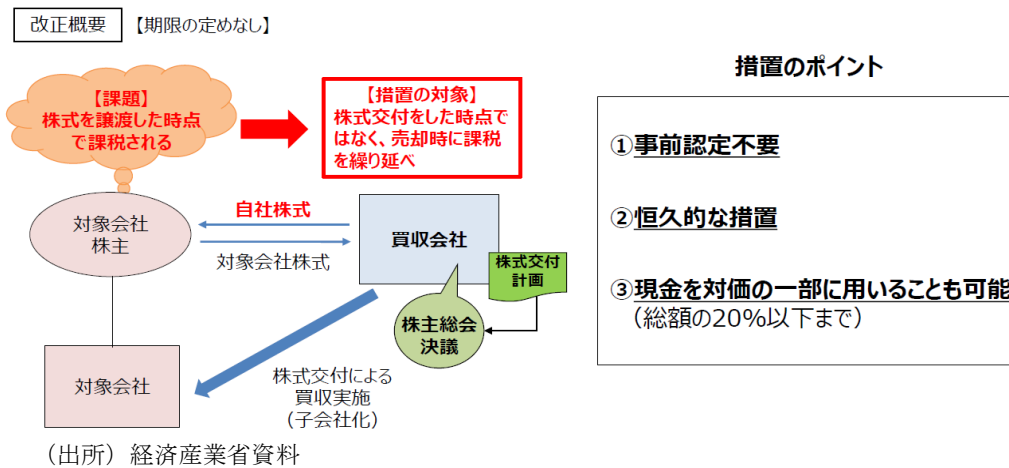 改正概要
【期限の定めなし】
【課題】
株式を譲渡した時点
で課税される
【措置の対象】
株式交付をした時点で
はなく、売却時に課税
を繰り延べ
対象会社
株主
自社株式
対象会社株式
買収会社
株式交付
計画
株主総会
決議
対象会社
株式交付による
買収実施
(子会社化)
措置のポイント
①事前認定不要
②恒久的な措置
③現金を対価の一部に用いることも可能
(総額の20%以下まで)
(出所)経済産業省資料